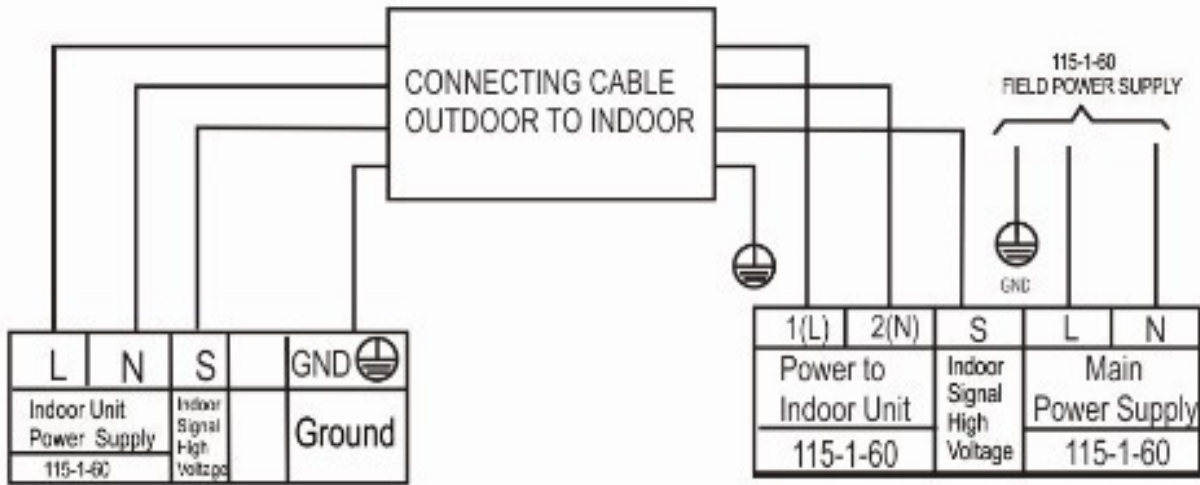 CONNECTING CABLE
OUTDOOR TO INDOOR
115-1-60
FIELD POWER SUPPLY
GND
L N S GND
Indoor Unit
Power Supply
115-1-60
Indoor
Signal
High
Voltage
Ground
1(L) 2(N) S L N
Power to
Indoor Unit
115-1-60
Indoor
Signal
High
Voltage
Main
Power Supply
115-1-60